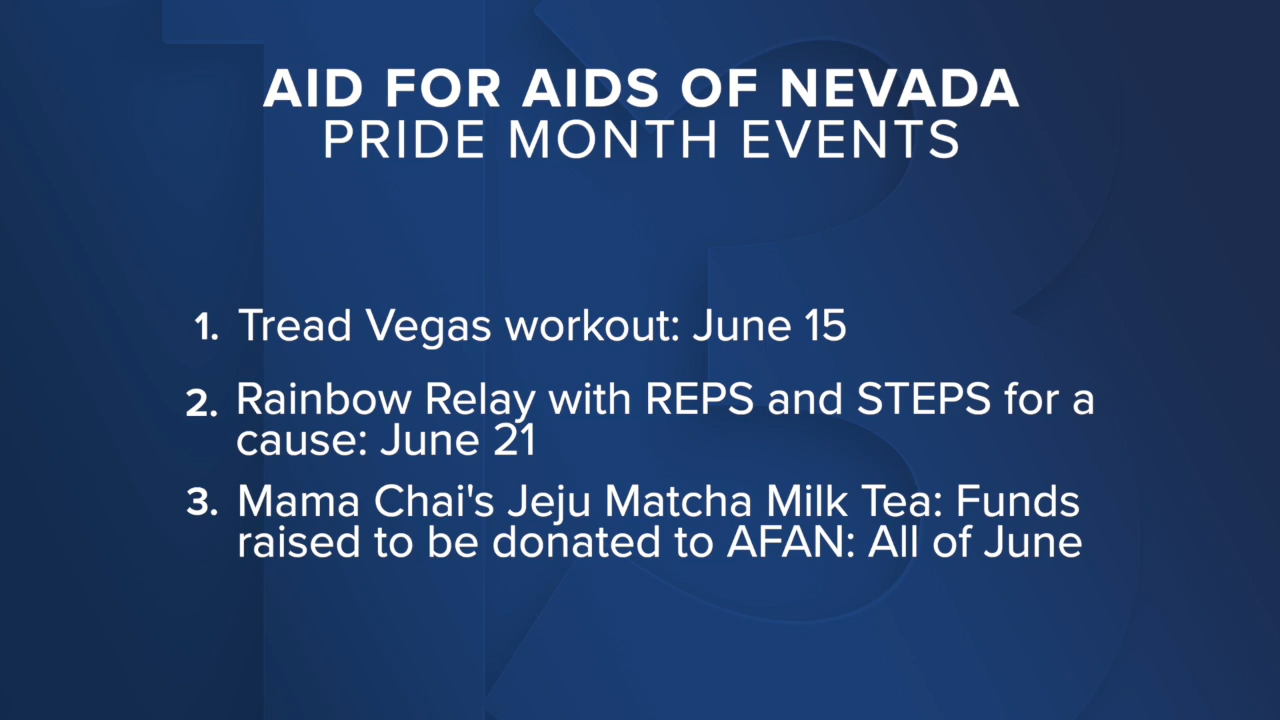 AID FOR AIDS OF NEVADA
PRIDE MONTH EVENTS
1. Tread Vegas workout: June 15
2. Rainbow Relay with REPS and STEPS for a
cause: June 21
3. Mama Chai's Jeju Matcha Milk Tea: Funds
raised to be donated to AFAN: All of June